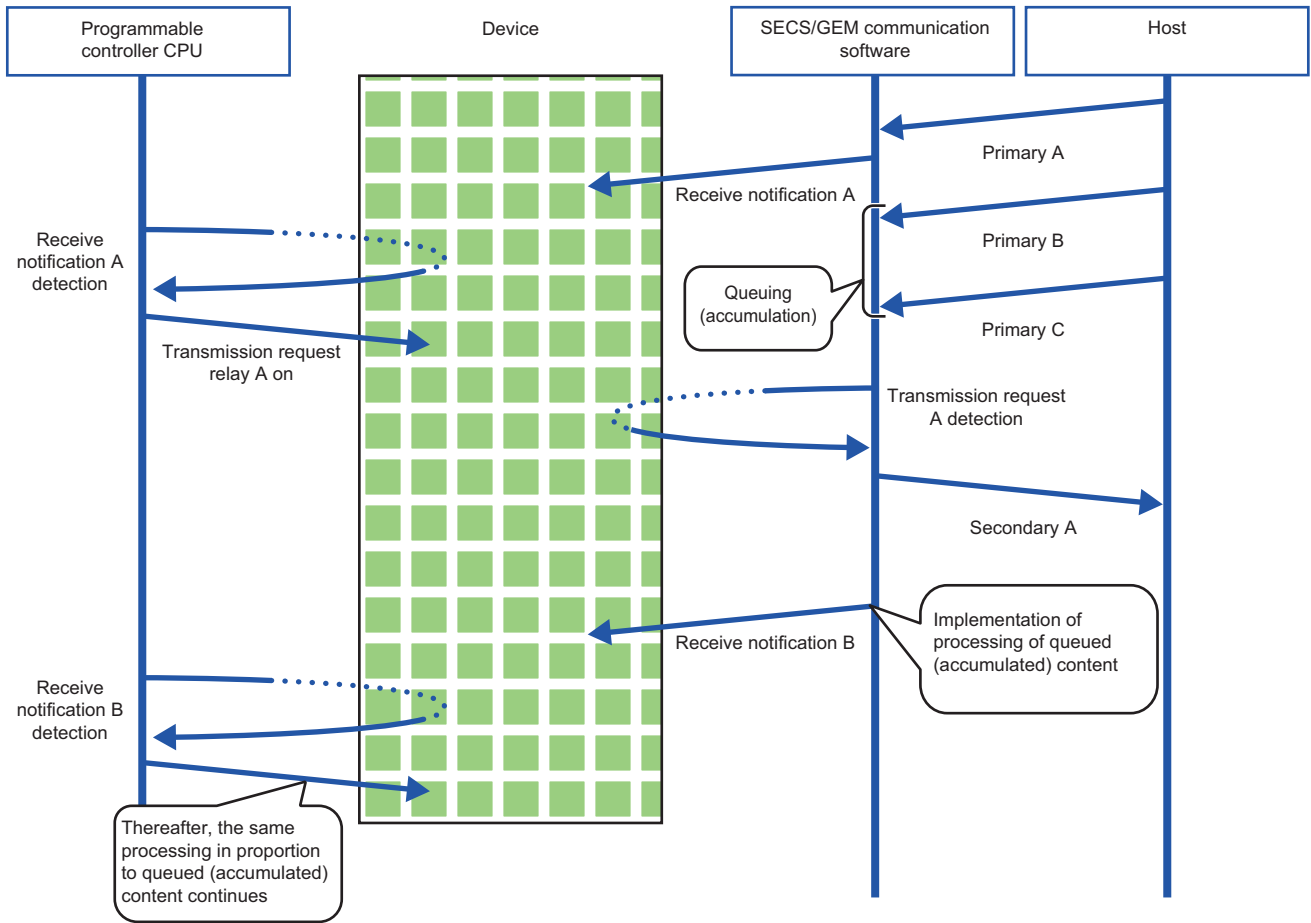 Programmable
controller CPU
Device
SECS/GEM communication
software
Host
Primary A
Receive notification A
Primary B
Receive
notification A
detection
Queuing
(accumulation)
Primary C
Transmission request
relay A on
Transmission request
A detection
Secondary A
Receive notification B
Implementation of
processing of queued
(accumulated) content
Receive
notification B
detection
Thereafter, the same
processing in proportion
to queued (accumulated)
content continues